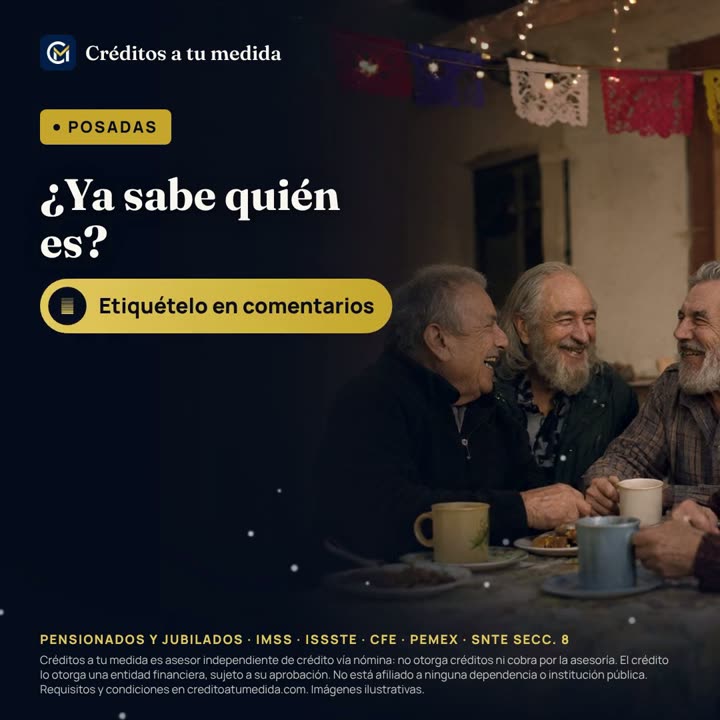 Créditos a tu medida
• POSADAS
¿Ya sabe quién
es?
Etiquételo en comentarios
PENSIONADOS Y JUBILADOS · IMSS · ISSSTE · CFE · PEMEX · SNTE SECC. 8
Créditos a tu medida es asesor independiente de crédito vía nómina: no otorga créditos ni cobra por la asesoría. El crédito
lo otorga una entidad financiera, sujeto a su aprobación. No está afiliado a ninguna dependencia o institución pública.
Requisitos y condiciones en creditoatumedida.com. Imágenes ilustrativas.